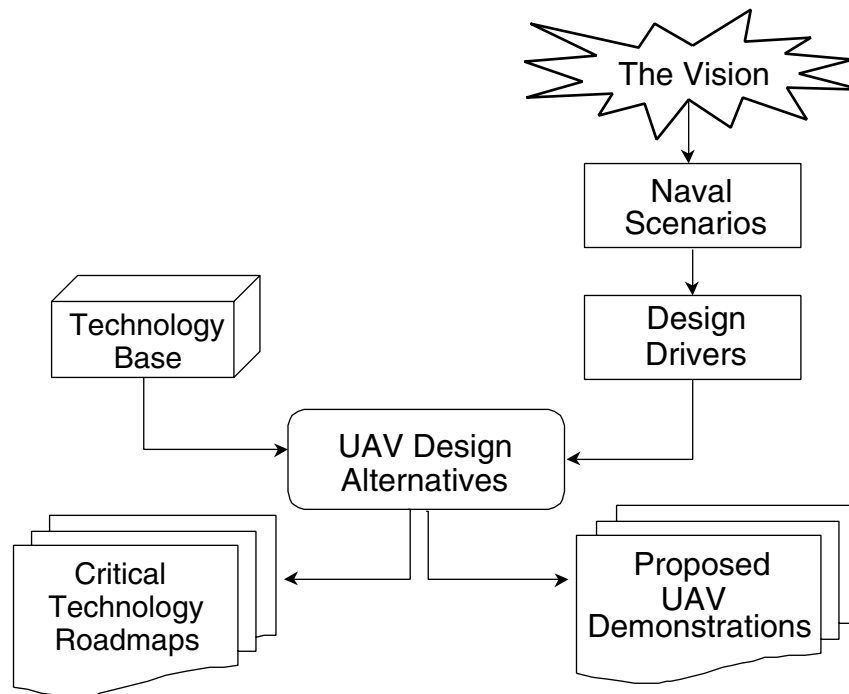 The Vision
Naval
Scenarios
Design
Drivers
Technology
Base
UAV Design
Alternatives
Critical
Technology
Roadmaps
Proposed
UAV
Demonstrations